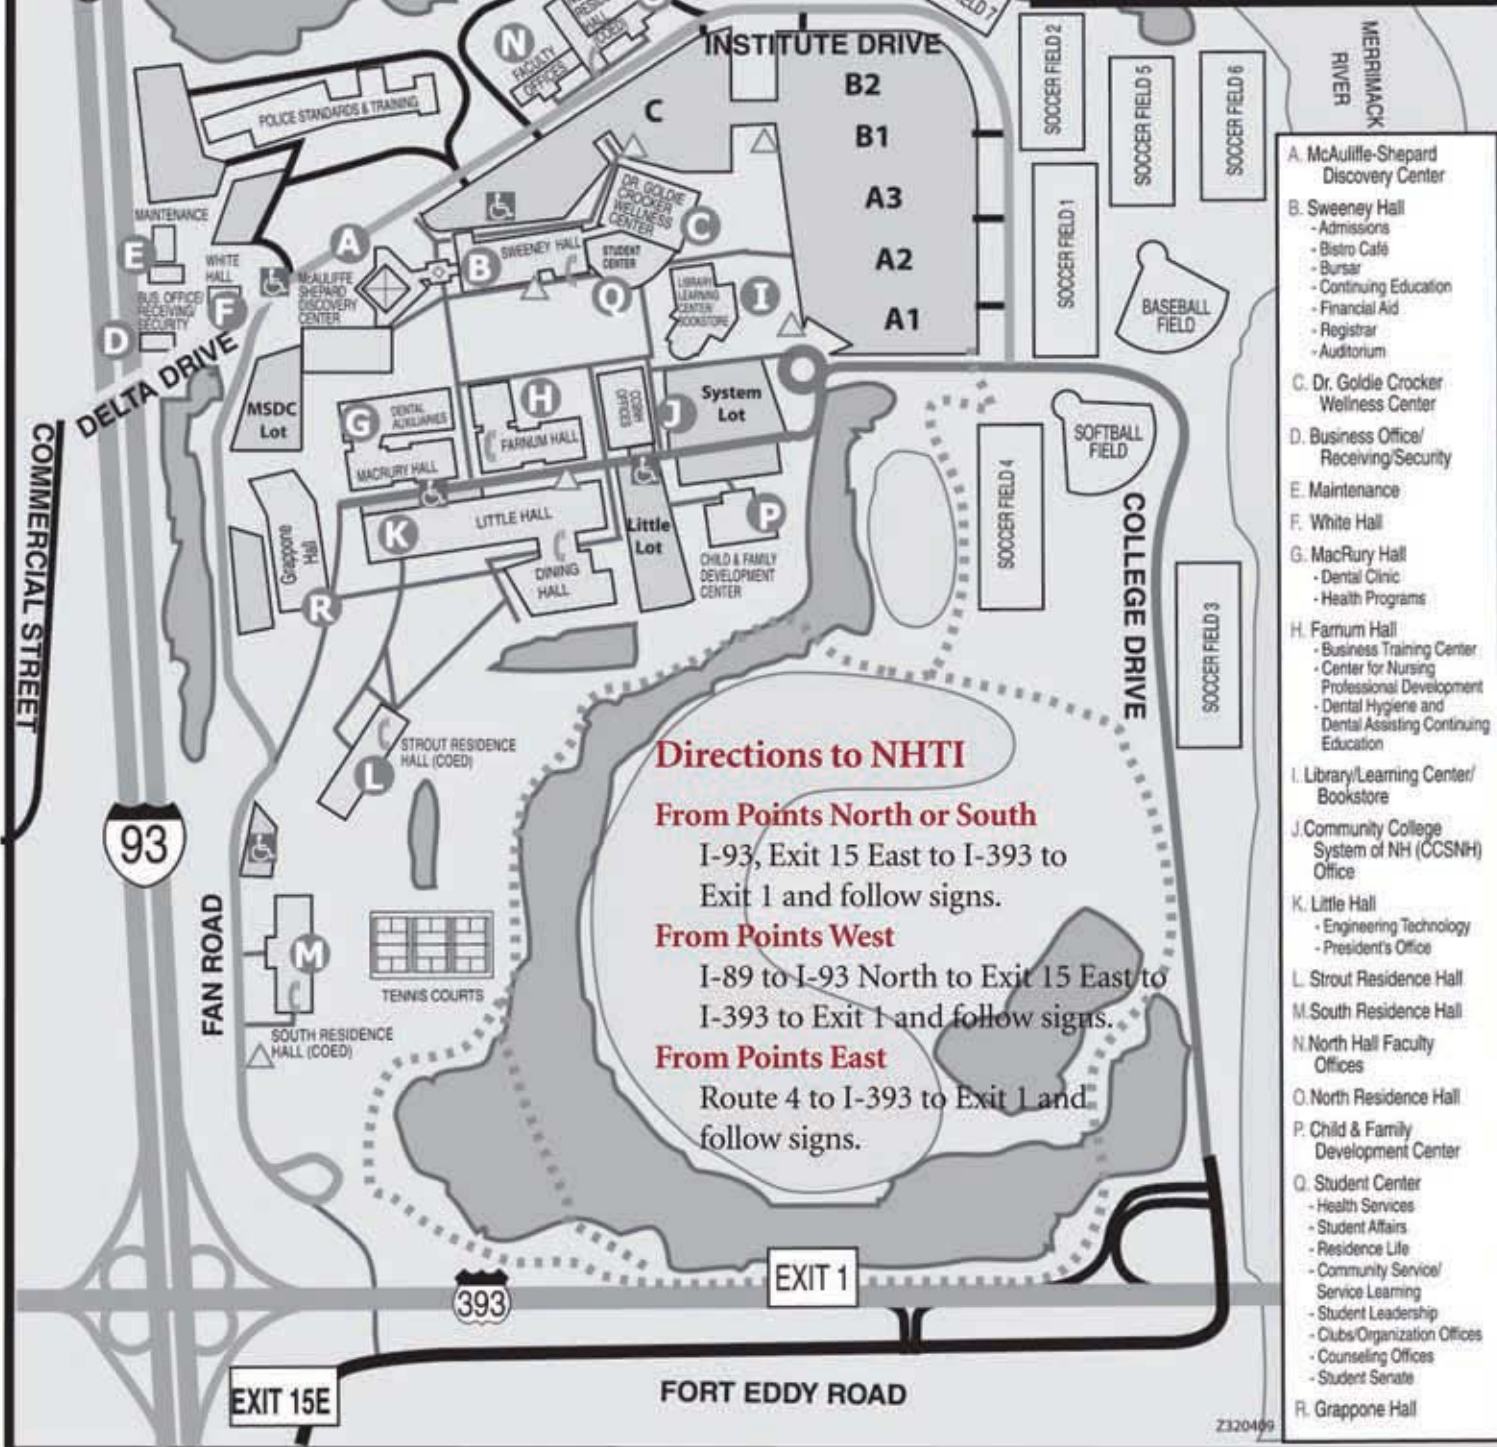 N
FACULTY
OFFICES
HALL
(COED)
INSTITUTE DRIVE
B2
B1
A3
A2
A1
C
POLICE STANDARDS & TRAINING
MAINTENANCE
E
WHITE
HALL
F
BUS. OFFICE/
RECEIVING/
SECURITY
D
DELTA DRIVE
COMMERCIAL STREET
A
McAULIFFE
SHEPARD
DISCOVERY
CENTER
B
SWEENEY HALL
DR. GOLDIE
CROCKER
WELLNESS
CENTER
C
STUDENT
CENTER
Q
LIBRARY/
LEARNING
CENTER/
BOOKSTORE
I
MSDC
Lot
G
DENTAL
AUXILIARIES
MACRURY HALL
H
FARNUM HALL
CCSNH
OFFICES
J
System
Lot
K
LITTLE HALL
DINING
HALL
Little
Lot
P
CHILD & FAMILY
DEVELOPMENT
CENTER
Grappone
Hall
R
STROUT RESIDENCE
HALL (COED)
L
93
FAN ROAD
M
SOUTH RESIDENCE
HALL (COED)
TENNIS COURTS
FIELD 7
SOCCER FIELD 2
SOCCER FIELD 5
SOCCER FIELD 6
SOCCER FIELD 1
BASEBALL
FIELD
SOFTBALL
FIELD
SOCCER FIELD 4
SOCCER FIELD 3
COLLEGE DRIVE
MERRIMACK
RIVER
Directions to NHTI
From Points North or South
I-93, Exit 15 East to I-393 to
Exit 1 and follow signs.
From Points West
I-89 to I-93 North to Exit 15 East to
I-393 to Exit 1 and follow signs.
From Points East
Route 4 to I-393 to Exit 1 and
follow signs.
EXIT 1
393
EXIT 15E
FORT EDDY ROAD
Z320409
A. McAuliffe-Shepard
Discovery Center
B. Sweeney Hall
- Admissions
- Bistro Café
- Bursar
- Continuing Education
- Financial Aid
- Registrar
- Auditorium
C. Dr. Goldie Crocker
Wellness Center
D. Business Office/
Receiving/Security
E. Maintenance
F. White Hall
G. MacRury Hall
- Dental Clinic
- Health Programs
H. Farnum Hall
- Business Training Center
- Center for Nursing
Professional Development
- Dental Hygiene and
Dental Assisting Continuing
Education
I. Library/Learning Center/
Bookstore
J. Community College
System of NH (CCSNH)
Office
K. Little Hall
- Engineering Technology
- President's Office
L. Strout Residence Hall
M. South Residence Hall
N. North Hall Faculty
Offices
O. North Residence Hall
P. Child & Family
Development Center
Q. Student Center
- Health Services
- Student Affairs
- Residence Life
- Community Service/
Service Learning
- Student Leadership
- Clubs/Organization Offices
- Counseling Offices
- Student Senate
R. Grappone Hall